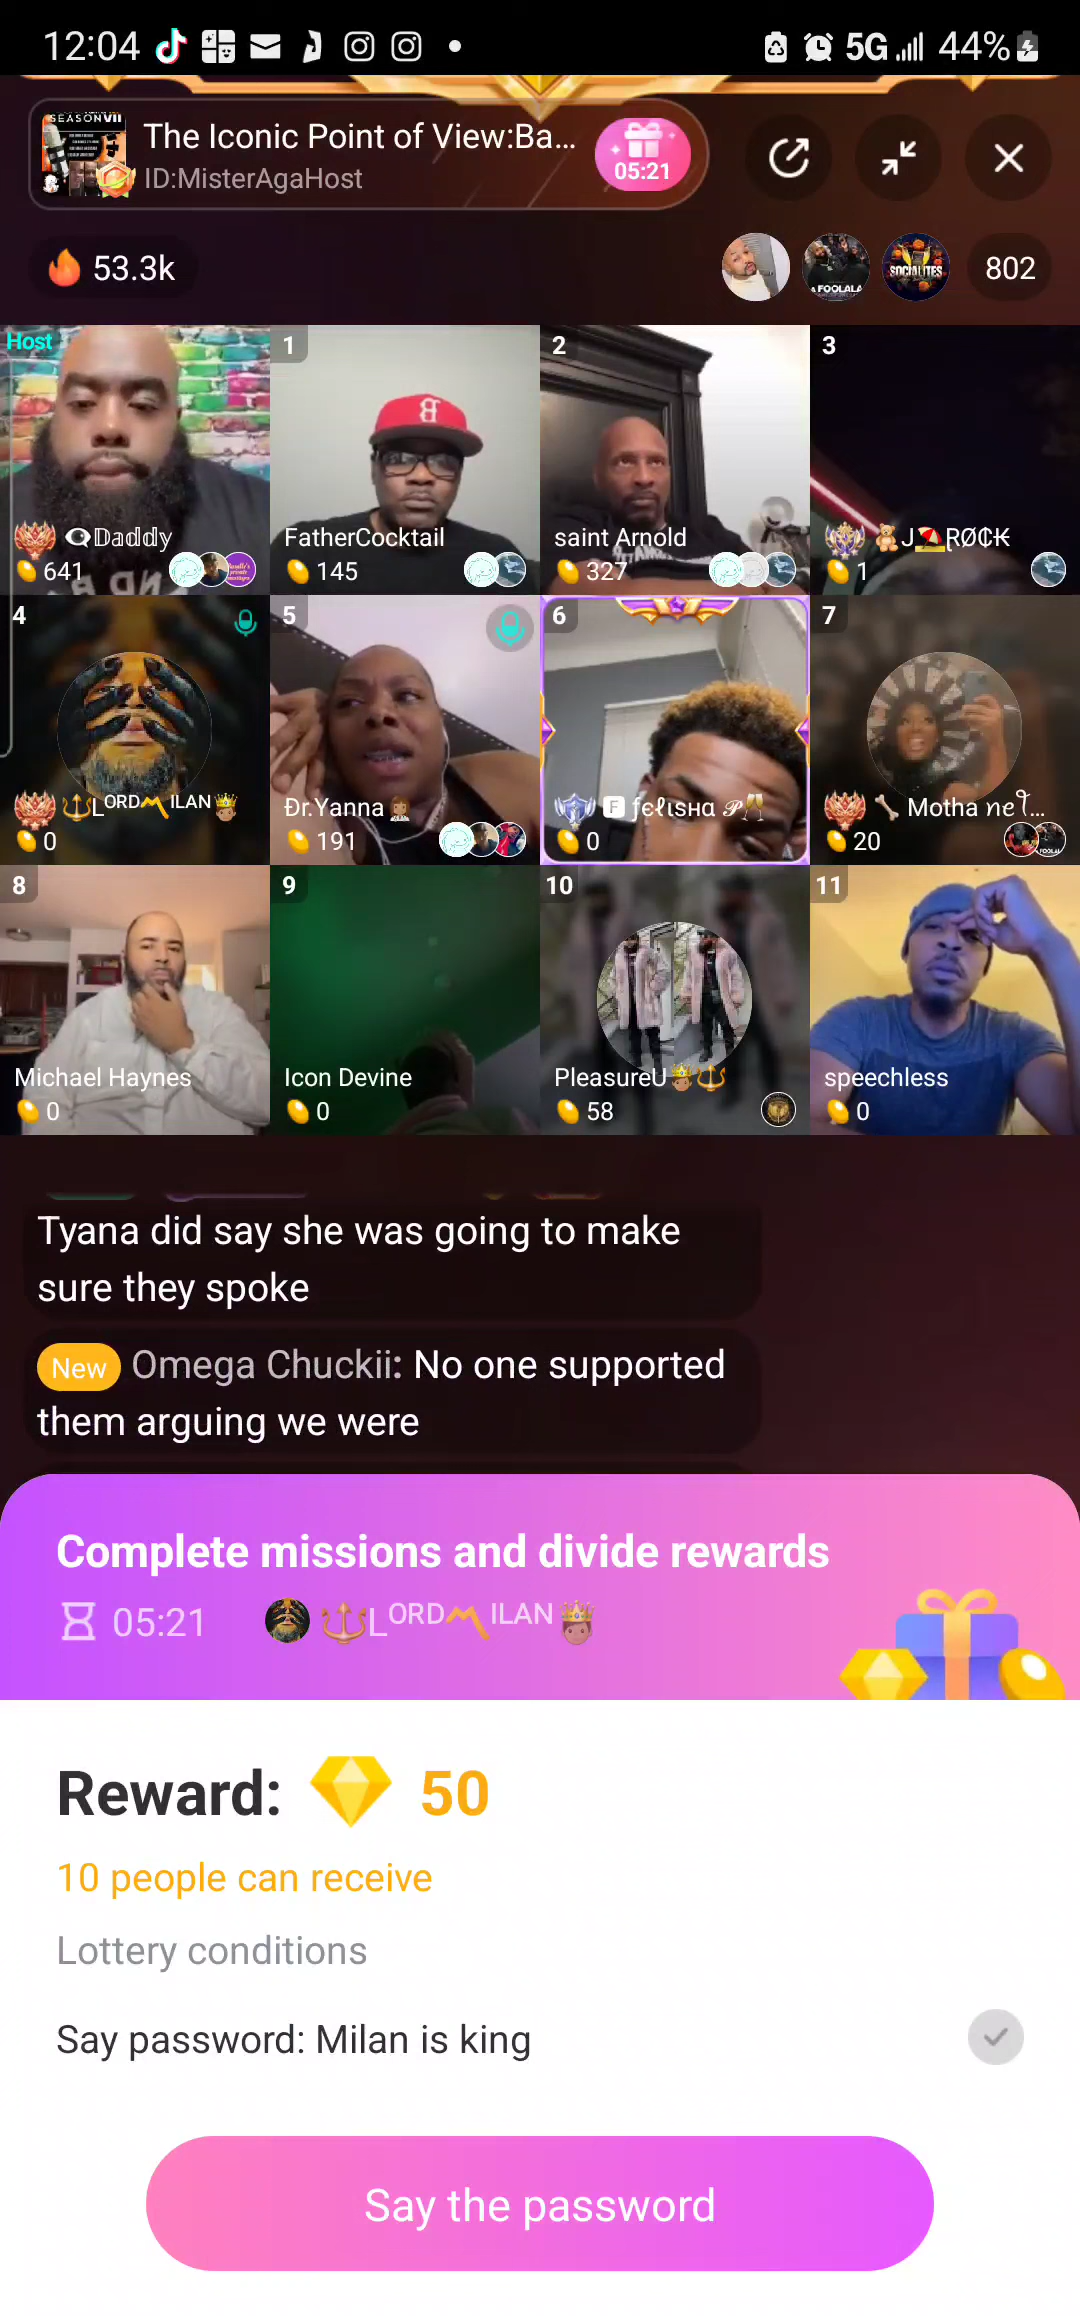 12:04
5G 44%
SEASON VII
The Iconic Point of View:Ba...
ID:MisterAgaHost
05:21
53.3k
A FOOLALA
SOCIALITES
802
Host
1
2
3
👁‍🗨𝔻𝕒𝕕𝕕𝕪
641
FatherCocktail
145
saint Arnold
327
🧸J⛱️RØ₵Ҝ
1
4
5
6
7
🔱Lᴼᴿᴰ〽️ᴵᴸᴬᴺ🤴🏽
0
Đr.Yanna👩🏾‍⚕️
191
🅵 ƒєℓιѕнα 𝒫🥂
0
🦴 Motha 𝓷𝓮...
20
8
9
10
11
Michael Haynes
0
Icon Devine
0
PleasureU🤴🏽🔱
58
speechless
0
Tyana did say she was going to make
sure they spoke
New Omega Chuckii: No one supported
them arguing we were
Complete missions and divide rewards
05:21 🔱Lᴼᴿᴰ〽️ᴵᴸᴬᴺ🤴🏽
Reward: 50
10 people can receive
Lottery conditions
Say password: Milan is king
Say the password